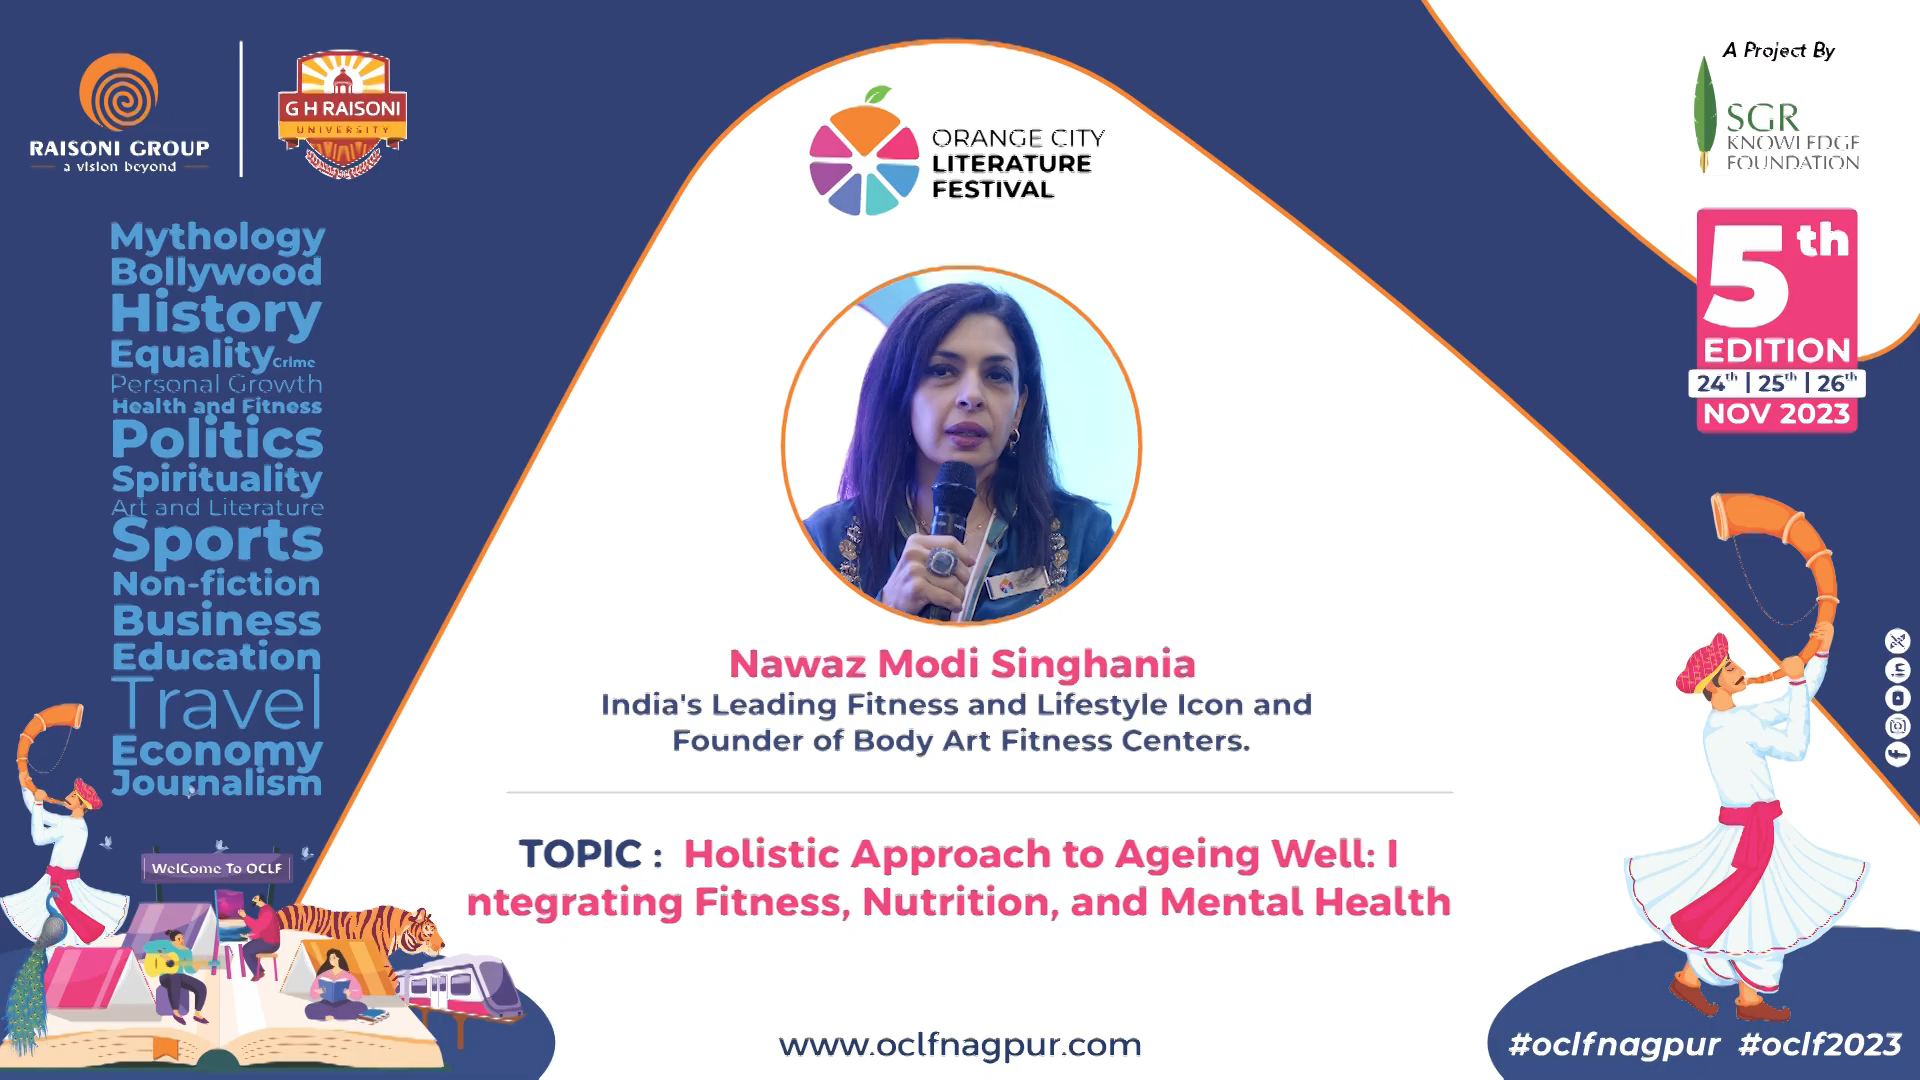 RAISONI GROUP
a vision beyond
G H RAISONI
UNIVERSITY
ORANGE CITY
LITERATURE
FESTIVAL
A Project By
SGR
KNOWLEDGE
FOUNDATION
5th
EDITION
24th | 25th | 26th
NOV 2023
Mythology
Bollywood
History
Equality Crime
Personal Growth
Health and Fitness
Politics
Spirituality
Art and Literature
Sports
Non-fiction
Business
Education
Travel
Economy
Journalism
WelCome To OCLF
Nawaz Modi Singhania
India's Leading Fitness and Lifestyle Icon and
Founder of Body Art Fitness Centers.
TOPIC : Holistic Approach to Ageing Well: I
ntegrating Fitness, Nutrition, and Mental Health
www.oclfnagpur.com
#oclfnagpur #oclf2023